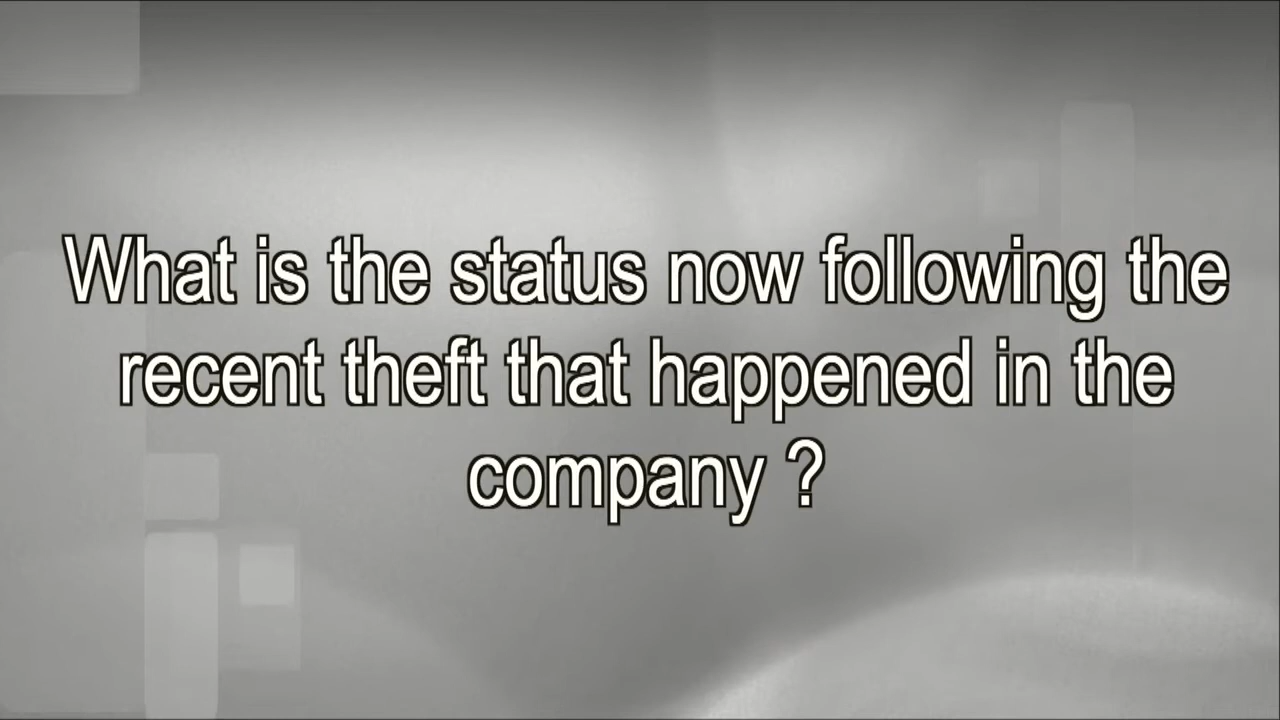 What is the status now following the
recent theft that happened in the
company ?